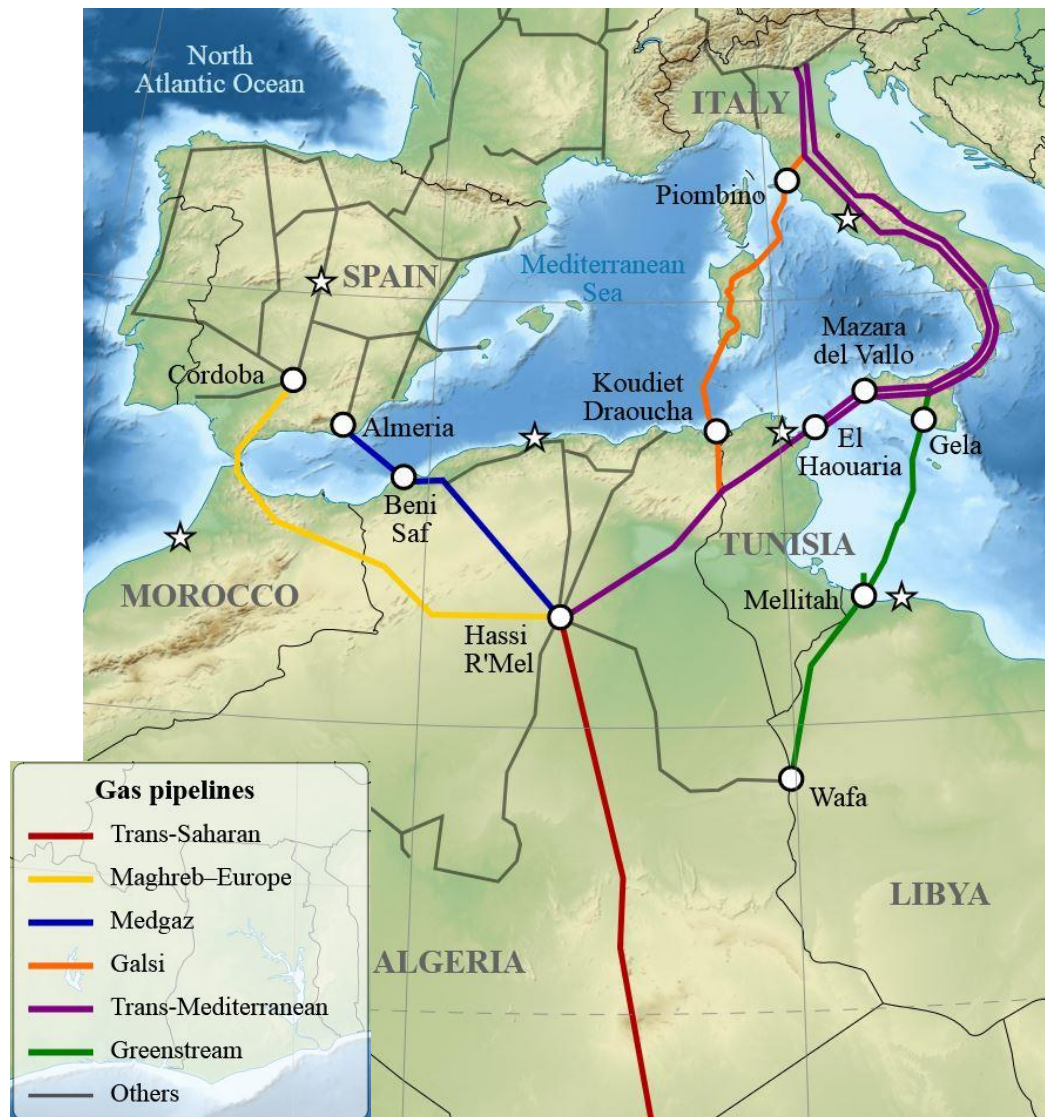 North
Atlantic Ocean
ITALY
Piombino
SPAIN
Mediterranean
Sea
Mazara
del Vallo
Cordoba
Koudiet
Draoucha
Almeria
El
Haouaria
Gela
Beni
Saf
TUNISIA
MOROCCO
Mellitah
Hassi
R'Mel
Wafa
LIBYA
ALGERIA
Gas pipelines
Trans-Saharan
Maghreb–Europe
Medgaz
Galsi
Trans-Mediterranean
Greenstream
Others